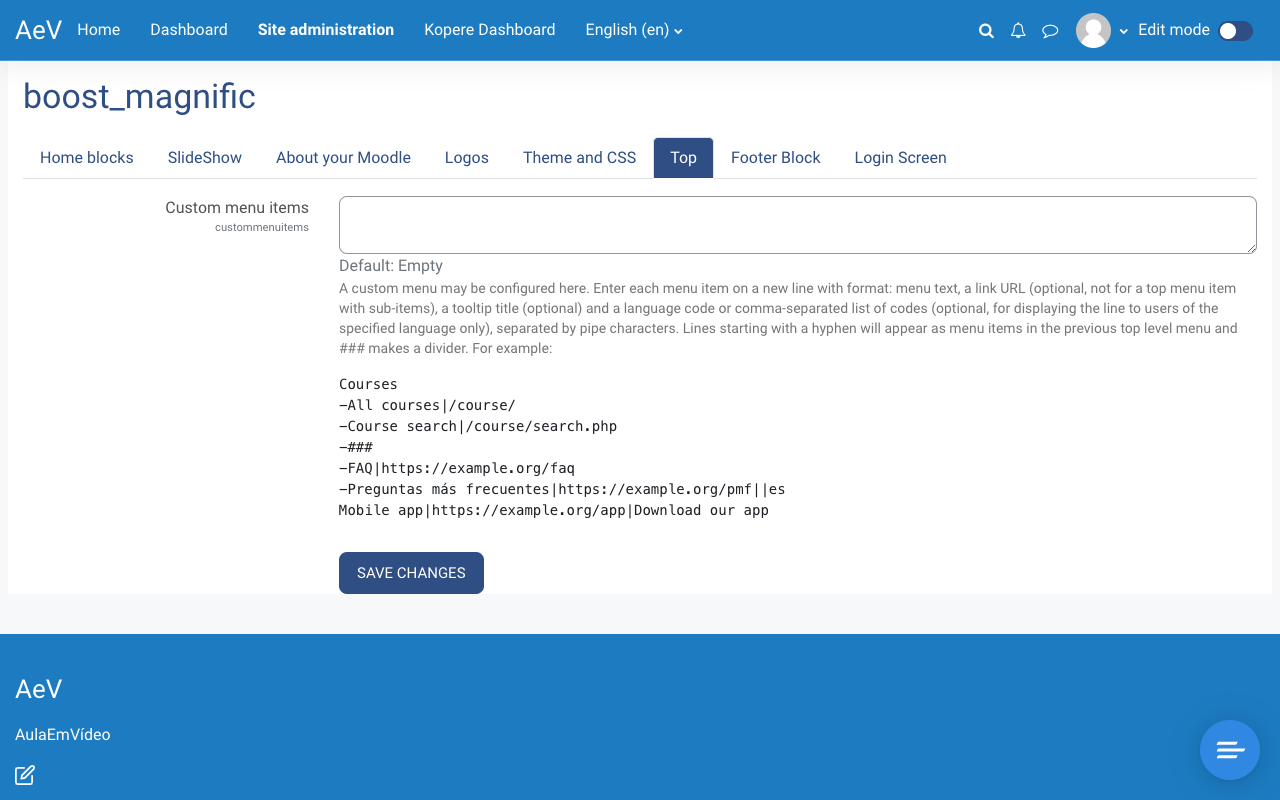 AeV Home Dashboard Site administration Kopere Dashboard English (en) Edit mode
boost_magnific
Home blocks SlideShow About your Moodle Logos Theme and CSS Top Footer Block Login Screen
Custom menu items
custommenuitems
Default: Empty
A custom menu may be configured here. Enter each menu item on a new line with format: menu text, a link URL (optional, not for a top menu item
with sub-items), a tooltip title (optional) and a language code or comma-separated list of codes (optional, for displaying the line to users of the
specified language only), separated by pipe characters. Lines starting with a hyphen will appear as menu items in the previous top level menu and
### makes a divider. For example:
Courses
-All courses|/course/
-Course search|/course/search.php
-###
-FAQ|https://example.org/faq
-Preguntas más frecuentes|https://example.org/pmf||es
Mobile app|https://example.org/app|Download our app
SAVE CHANGES
AeV
AulaEmVídeo